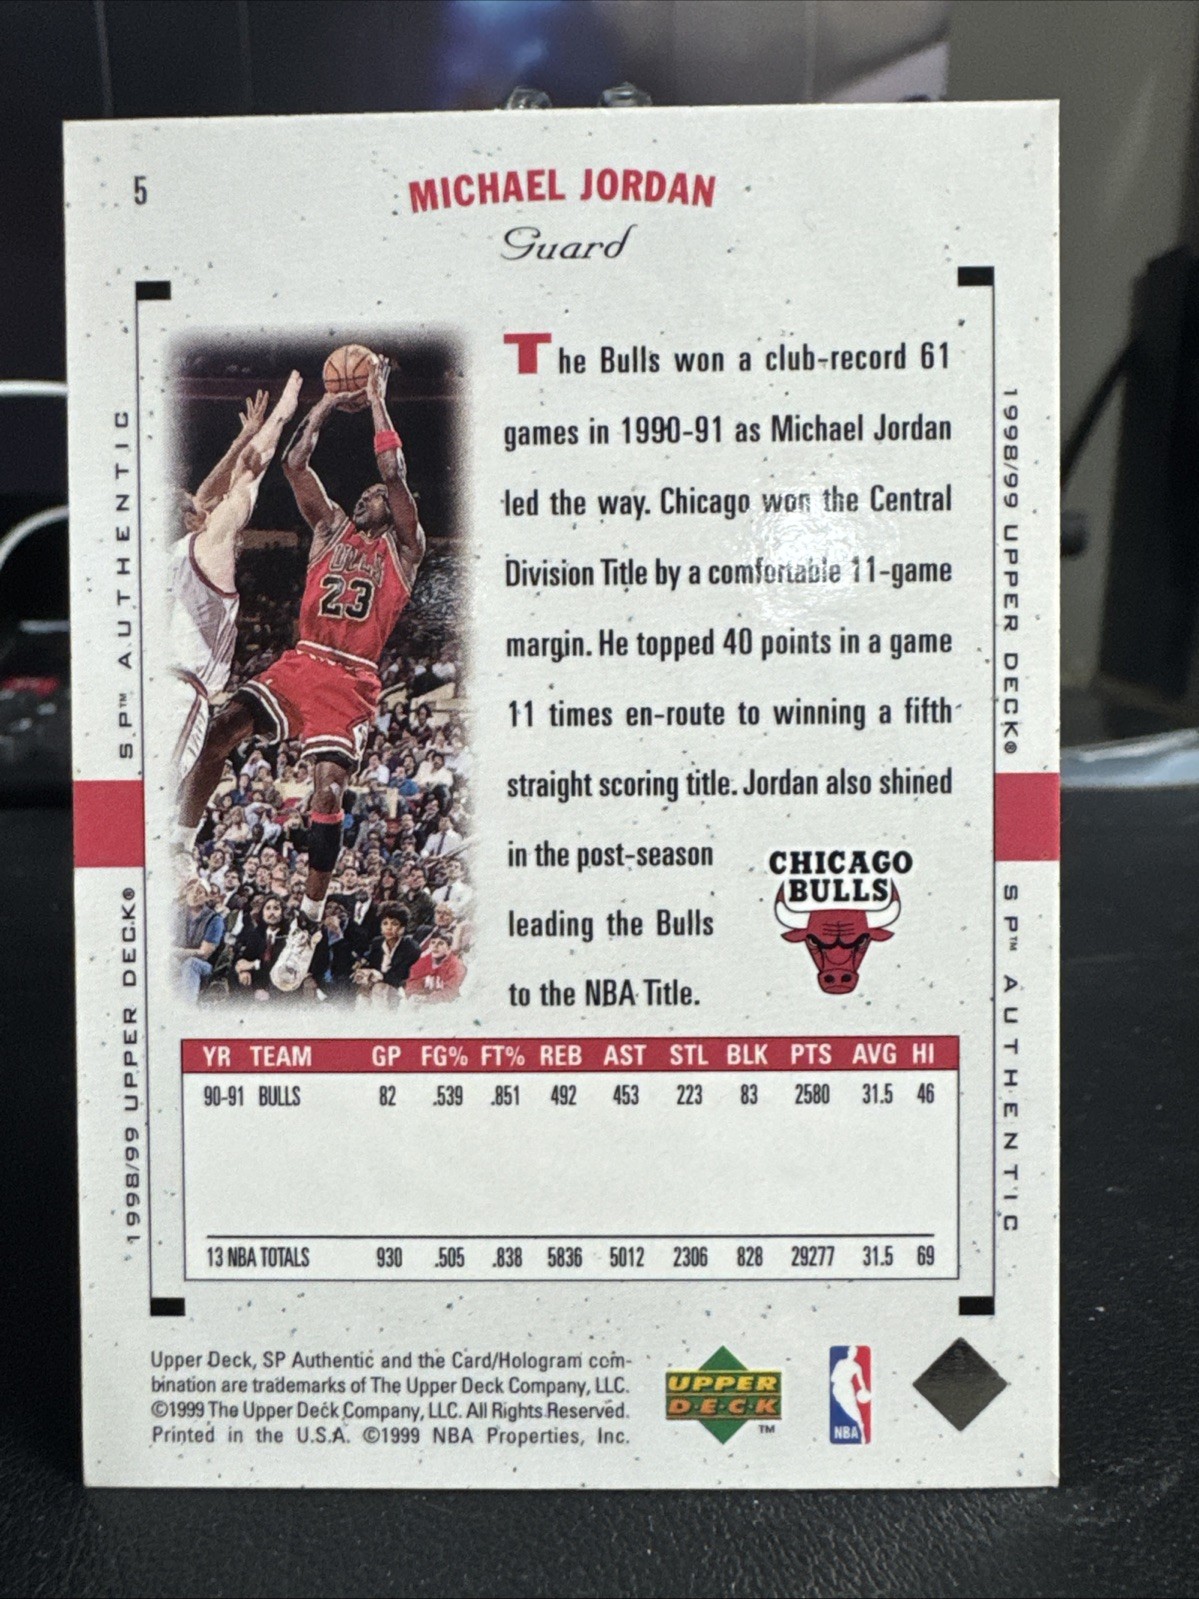 5
MICHAEL JORDAN
Guard
The Bulls won a club-record 61
games in 1990-91 as Michael Jordan
led the way. Chicago won the Central
Division Title by a comfortable 11-game
margin. He topped 40 points in a game
11 times en-route to winning a fifth
straight scoring title. Jordan also shined
in the post-season
leading the Bulls
to the NBA Title.
CHICAGO
BULLS
BULLS
23
SP™ AUTHENTIC
1998/99 UPPER DECK®
1998/99 UPPER DECK®
SP™ AUTHENTIC
YR TEAM GP FG% FT% REB AST STL BLK PTS AVG HI
90-91 BULLS 82 .539 .851 492 453 223 83 2580 31.5 46
13 NBA TOTALS 930 .505 .838 5836 5012 2306 828 29277 31.5 69
Upper Deck, SP Authentic and the Card/Hologram com-
bination are trademarks of The Upper Deck Company, LLC.
©1999 The Upper Deck Company, LLC. All Rights Reserved.
Printed in the U.S.A. ©1999 NBA Properties, Inc.
UPPER
DECK
™
NBA